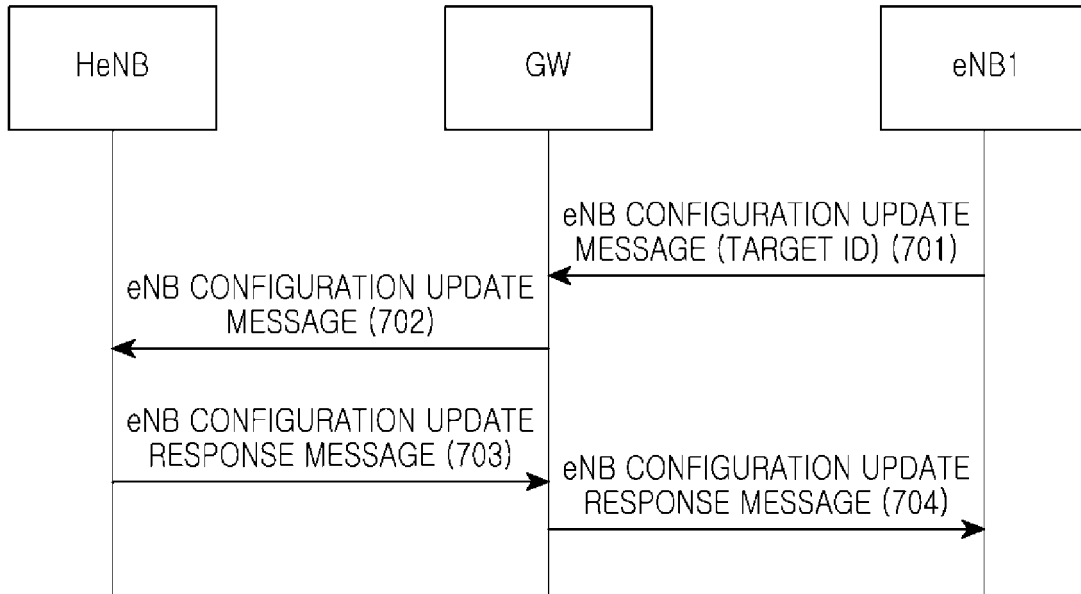 HeNB
GW
eNB1
eNB CONFIGURATION UPDATE
MESSAGE (TARGET ID) (701)
eNB CONFIGURATION UPDATE
MESSAGE (702)
eNB CONFIGURATION UPDATE
RESPONSE MESSAGE (703)
eNB CONFIGURATION UPDATE
RESPONSE MESSAGE (704)